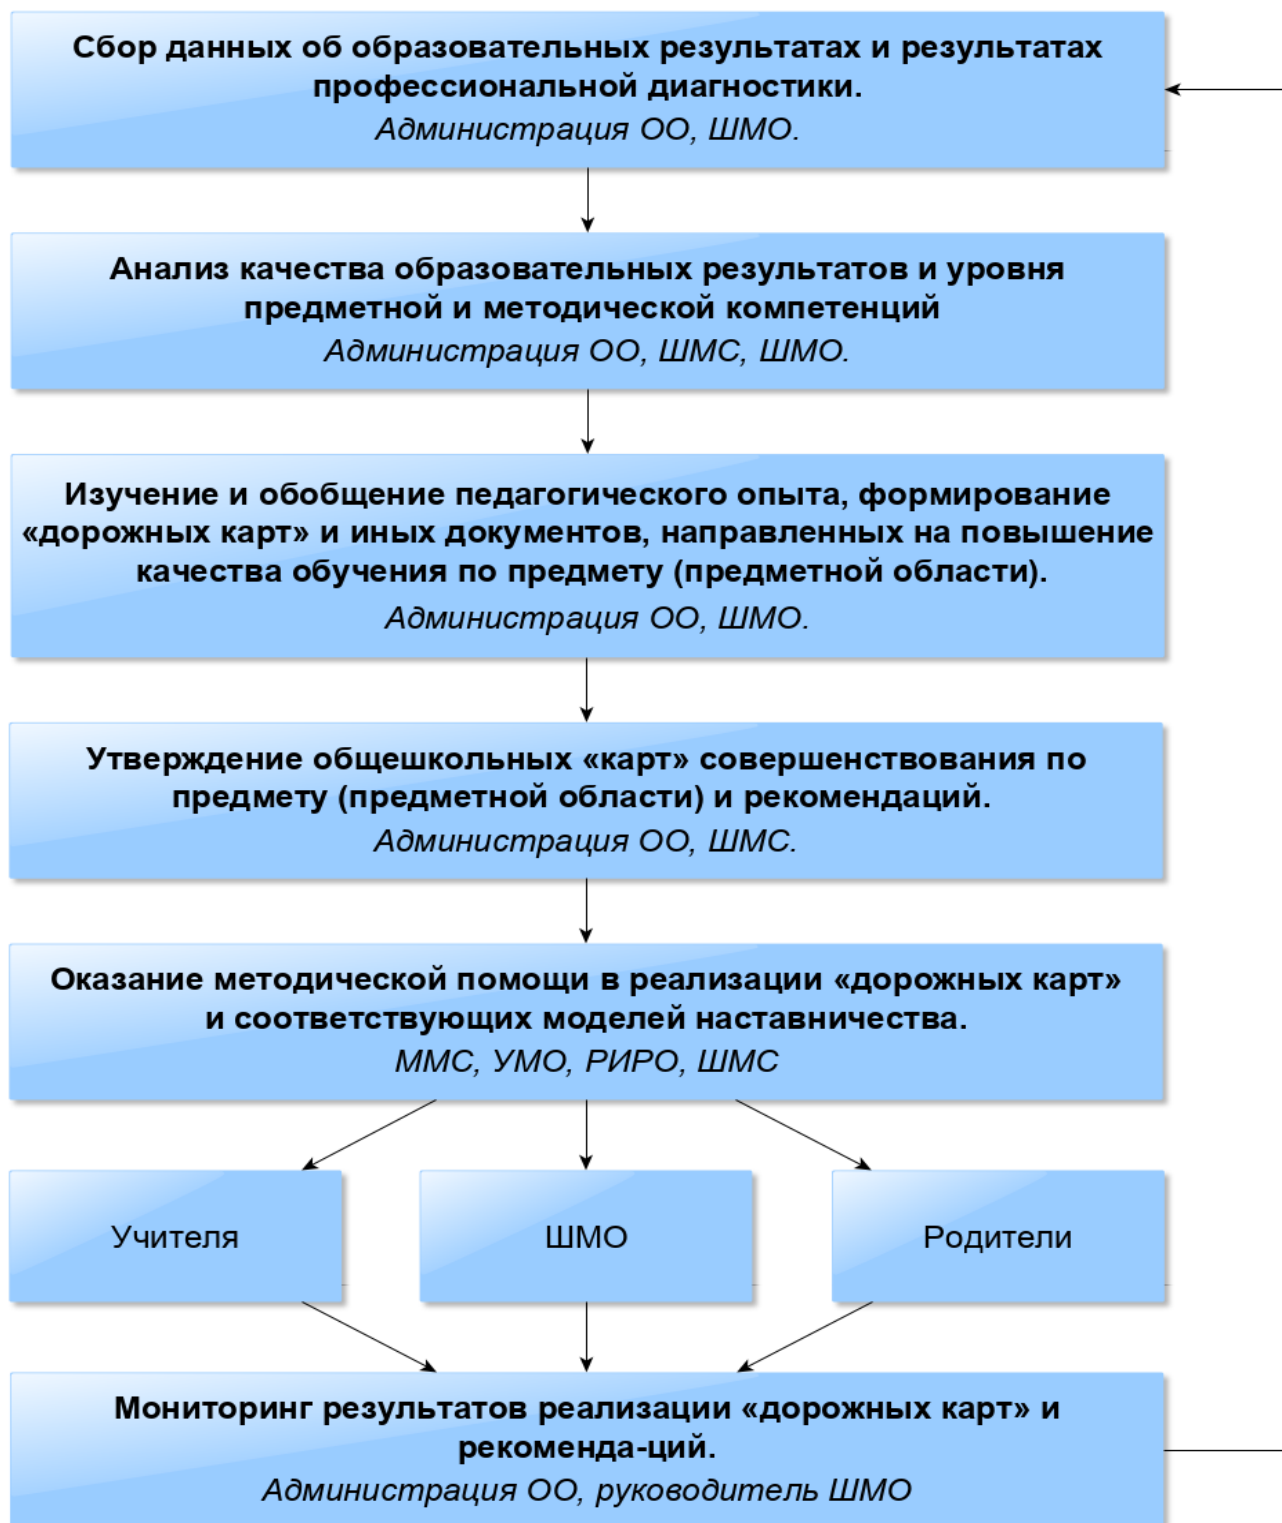 Сбор данных об образовательных результатах и результатах
профессиональной диагностики.
Администрация ОО, ШМО.
Анализ качества образовательных результатов и уровня
предметной и методической компетенций
Администрация ОО, ШМС, ШМО.
Изучение и обобщение педагогического опыта, формирование
«дорожных карт» и иных документов, направленных на повышение
качества обучения по предмету (предметной области).
Администрация ОО, ШМО.
Утверждение общешкольных «карт» совершенствования по
предмету (предметной области) и рекомендаций.
Администрация ОО, ШМС.
Оказание методической помощи в реализации «дорожных карт»
и соответствующих моделей наставничества.
ММС, УМО, РИРО, ШМС
Учителя
ШМО
Родители
Мониторинг результатов реализации «дорожных карт» и
рекоменда-ций.
Администрация ОО, руководитель ШМО